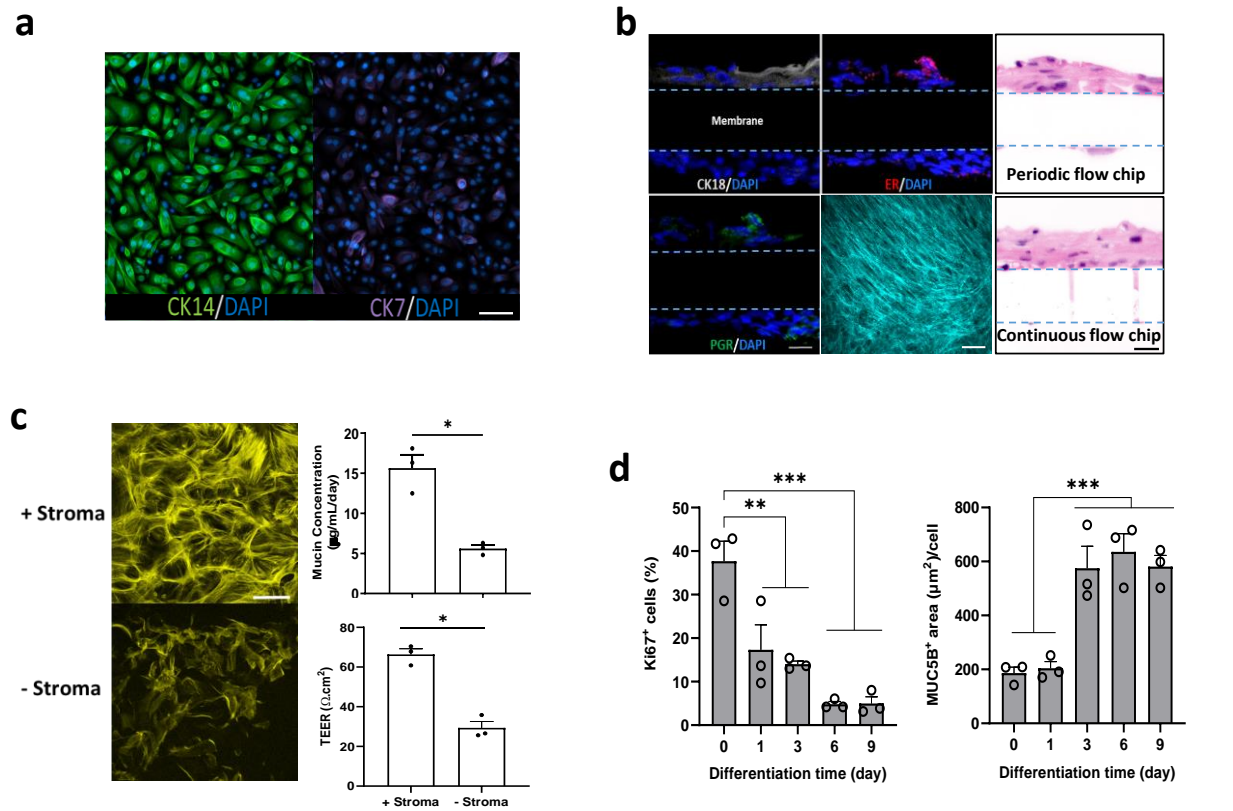 a
CK14/DAPI
CK7/DAPI
b
Membrane
CK18/DAPI
ER/DAPI
Periodic flow chip
PGR/DAPI
Continuous flow chip
c
+ Stroma
- Stroma
Mucin Concentration
g/mL/day)
20
15
10
5
0
*
TEER (Ω.cm²)
80
60
40
20
0
*
+ Stroma
- Stroma
d
Ki67⁺ cells (%)
50
40
30
20
10
0
***
**
0 1 3 6 9
Differentiation time (day)
MUC5B⁺ area (μm²)/cell
800
600
400
200
0
***
0 1 3 6 9
Differentiation time (day)